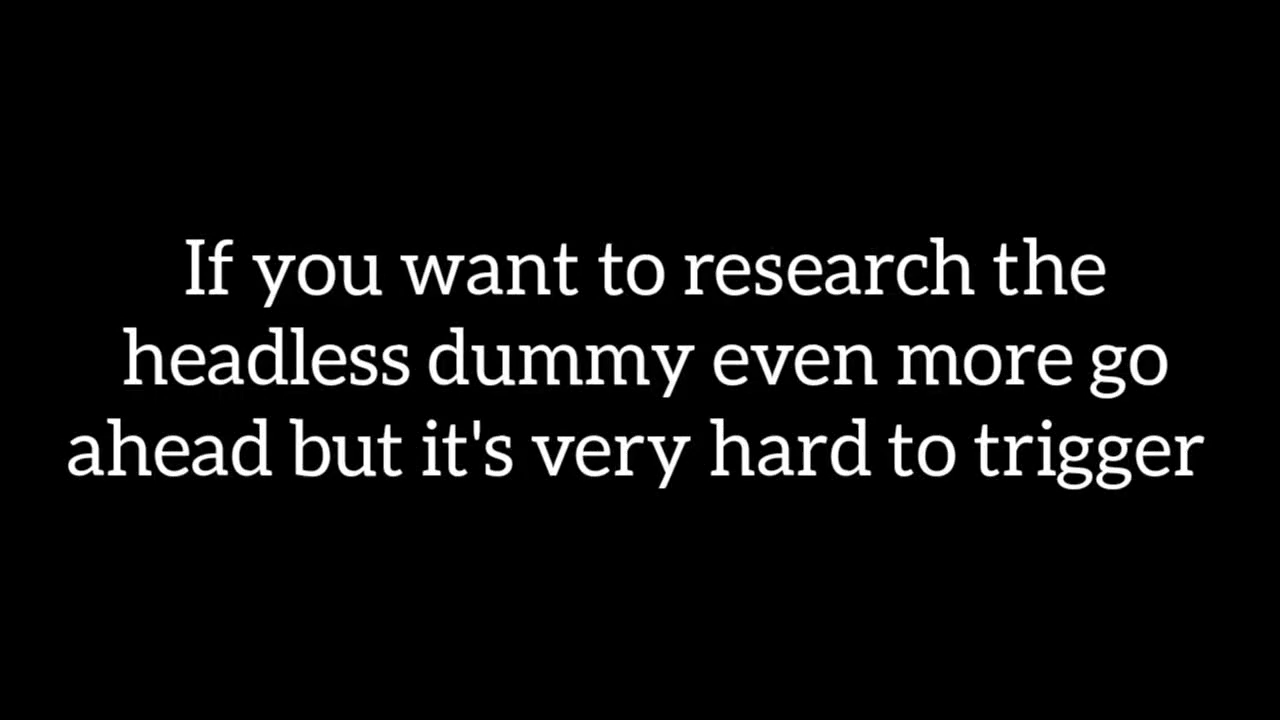 If you want to research the
headless dummy even more go
ahead but it's very hard to trigger